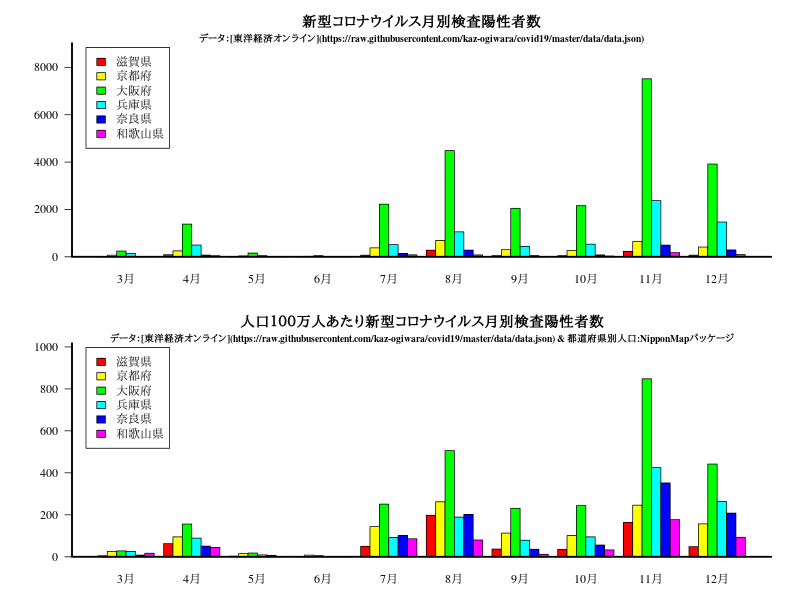 新型コロナウイルス月別検査陽性者数
データ:[東洋経済オンライン](https://raw.githubusercontent.com/kaz-ogiwara/covid19/master/data/data.json)
滋賀県
京都府
大阪府
兵庫県
奈良県
和歌山県
8000
6000
4000
2000
0
3月 4月 5月 6月 7月 8月 9月 10月 11月 12月
人口100万人あたり新型コロナウイルス月別検査陽性者数
データ:[東洋経済オンライン](https://raw.githubusercontent.com/kaz-ogiwara/covid19/master/data/data.json) & 都道府県別人口:NipponMapパッケージ
滋賀県
京都府
大阪府
兵庫県
奈良県
和歌山県
1000
800
600
400
200
0
3月 4月 5月 6月 7月 8月 9月 10月 11月 12月